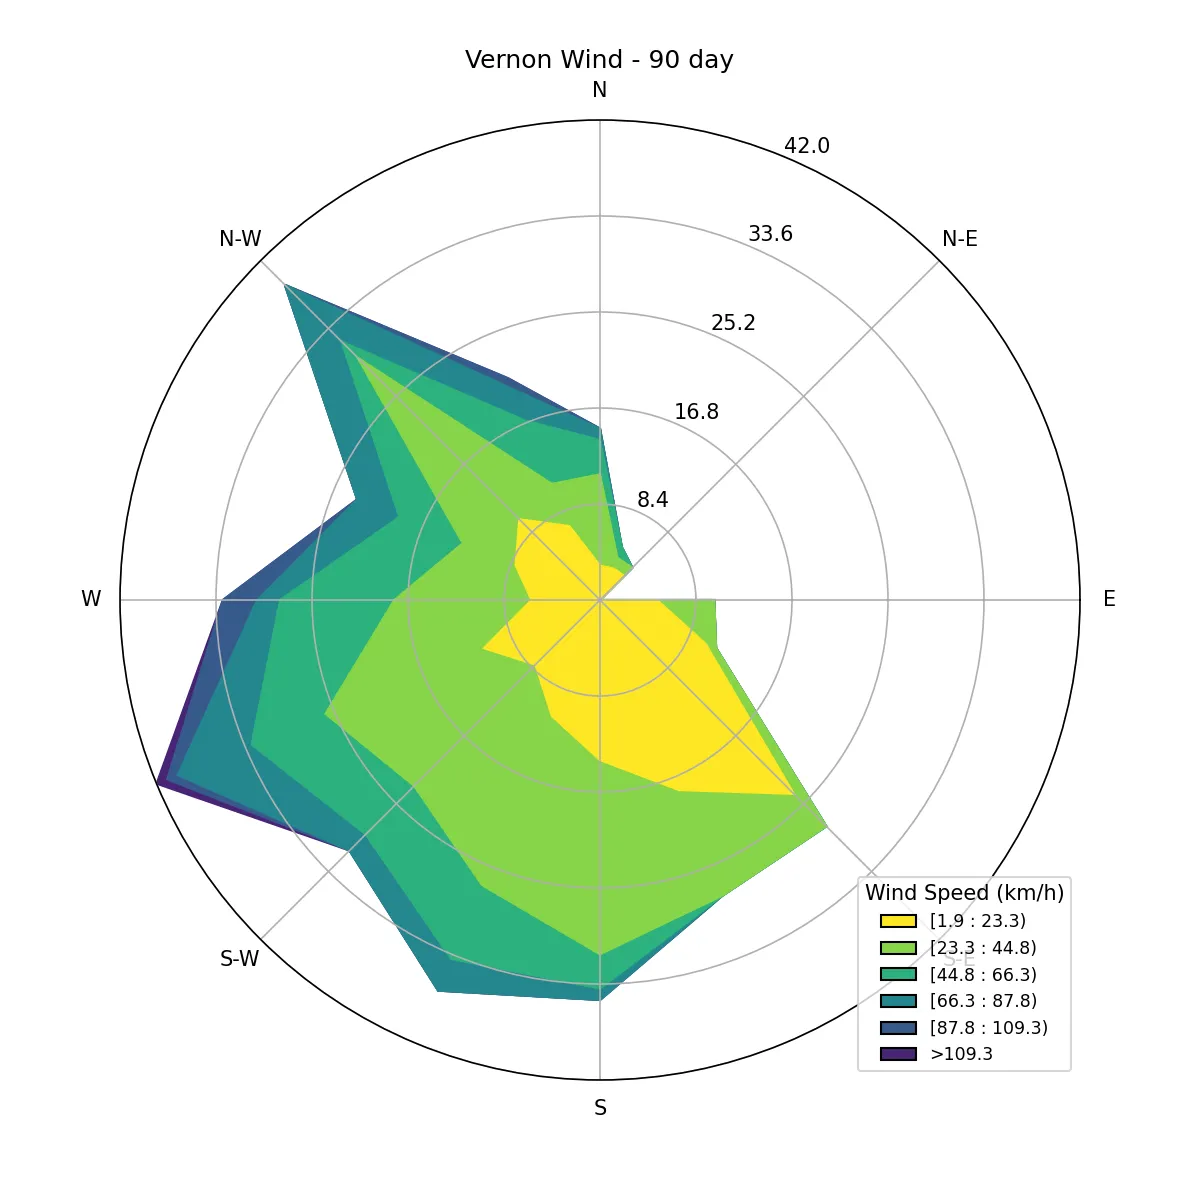 Vernon Wind - 90 day
N
42.0
33.6
N-W
N-E
25.2
16.8
8.4
W
E
Wind Speed (km/h)
[1.9 : 23.3)
[23.3 : 44.8)
S-W
S-E
[44.8 : 66.3)
[66.3 : 87.8)
[87.8 : 109.3)
>109.3
S